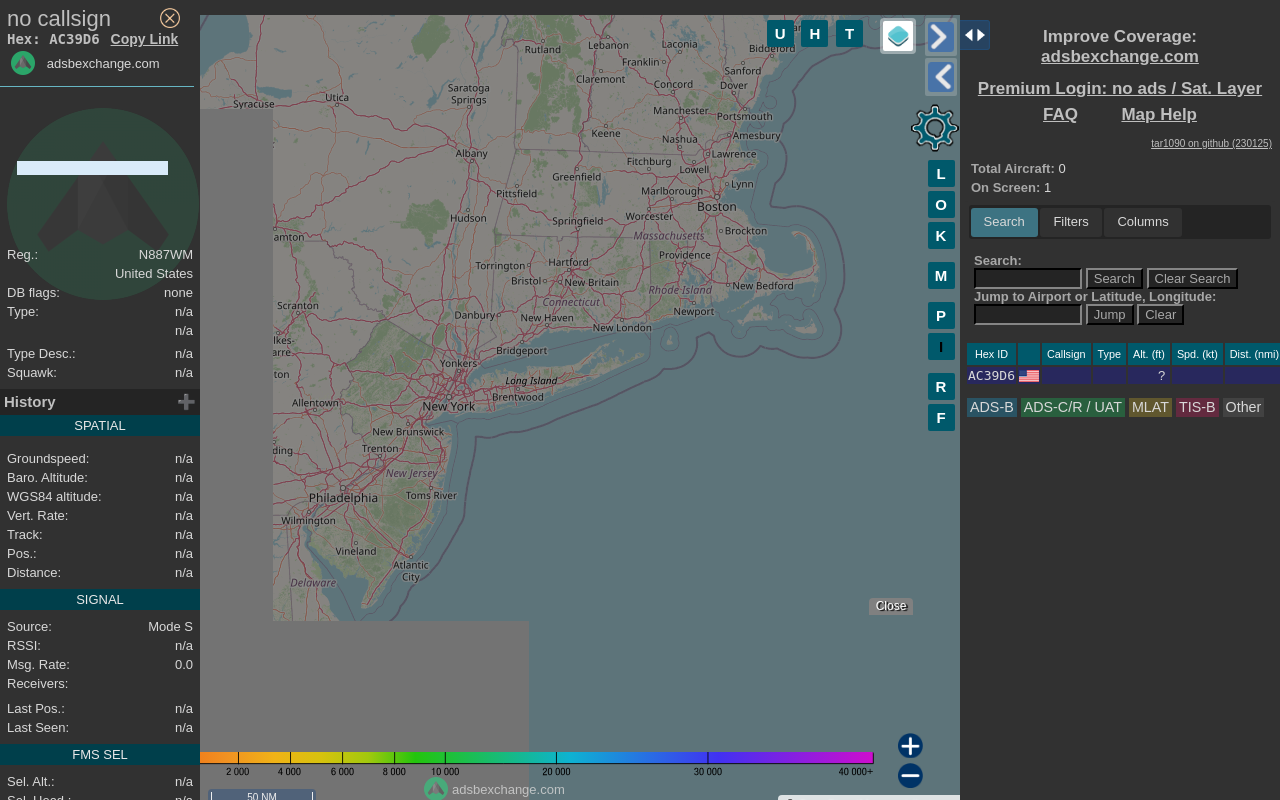 no callsign
Hex: AC39D6 Copy Link
adsbexchange.com
Reg.: N887WM
United States
DB flags: none
Type: n/a
n/a
Type Desc.: n/a
Squawk: n/a
History
SPATIAL
Groundspeed: n/a
Baro. Altitude: n/a
WGS84 altitude: n/a
Vert. Rate: n/a
Track: n/a
Pos.: n/a
Distance: n/a
SIGNAL
Source: Mode S
RSSI: n/a
Msg. Rate: 0.0
Receivers:
Last Pos.: n/a
Last Seen: n/a
FMS SEL
Sel. Alt.: n/a
U H T
Rutland
Lebanon
Laconia
Biddeford
Franklin
Sanford
Claremont
Concord
Dover
Syracuse
Utica
Saratoga
Springs
Manchester
Portsmouth
Keene
Nashua
Amesbury
Albany
Fitchburg
Lawrence
Greenfield
Lowell
Pittsfield
Marlborough
Lynn
Hudson
Springfield
Worcester
Boston
Massachusetts
Brockton
amton
Torrington
Hartford
Providence
Bristol
New Britain
Rhode Island
New Bedford
Scranton
Danbury
Connecticut
Newport
New Haven
New London
lkes-
arre
Bridgeport
Yonkers
ton
Long Island
Brentwood
Allentown
New York
New Brunswick
ding
Trenton
New Jersey
Philadelphia
Toms River
Wilmington
Vineland
Atlantic
City
Delaware
L
O
K
M
P
I
R
F
Close
2 000 4 000 6 000 8 000 10 000 20 000 30 000 40 000+
adsbexchange.com
50 NM
Improve Coverage:
adsbexchange.com
Premium Login: no ads / Sat. Layer
FAQ Map Help
tar1090 on github (230125)
Total Aircraft: 0
On Screen: 1
Search Filters Columns
Search:
Search Clear Search
Jump to Airport or Latitude, Longitude:
Jump Clear
Hex ID Callsign Type Alt. (ft) Spd. (kt) Dist. (nmi)
AC39D6 ?
ADS-B ADS-C/R / UAT MLAT TIS-B Other